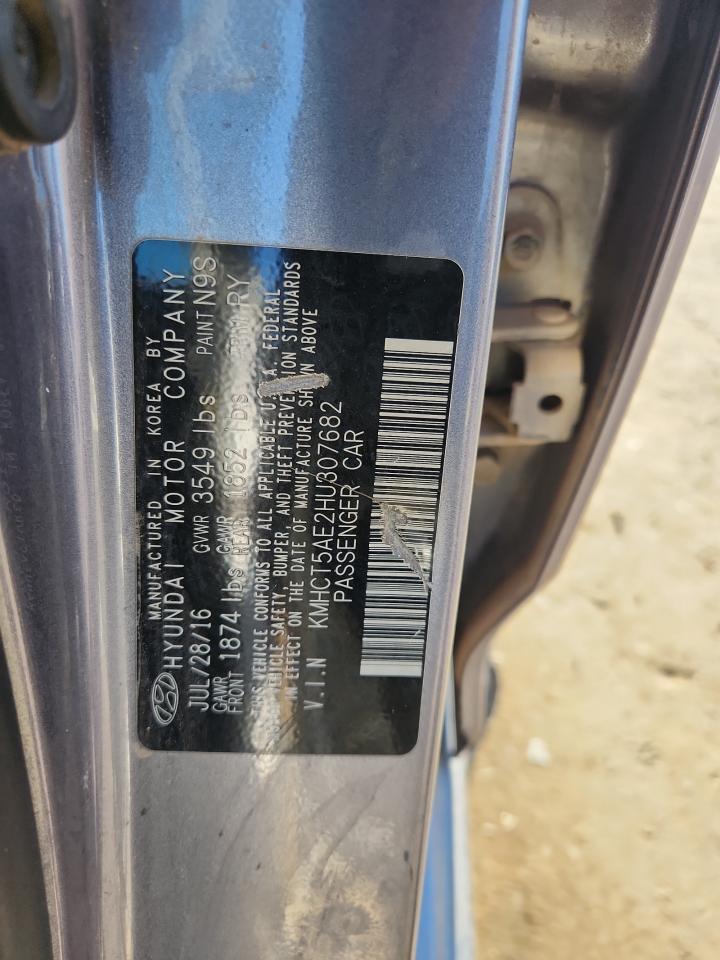 MANUFACTURED IN KOREA BY
HYUNDAI MOTOR COMPANY
JUL/28/16 GVWR 3549 lbs PAINT N9S
GAWR FRONT 1874 lbs GAWR REAR 1852 lbs RY
THIS VEHICLE CONFORMS TO ALL APPLICABLE U.S.A. FEDERAL
VEHICLE SAFETY, BUMPER, AND THEFT PREVENTION STANDARDS
IN EFFECT ON THE DATE OF MANUFACTURE SHOWN ABOVE
V.I.N KMHCT5AE2HU307682
PASSENGER CAR